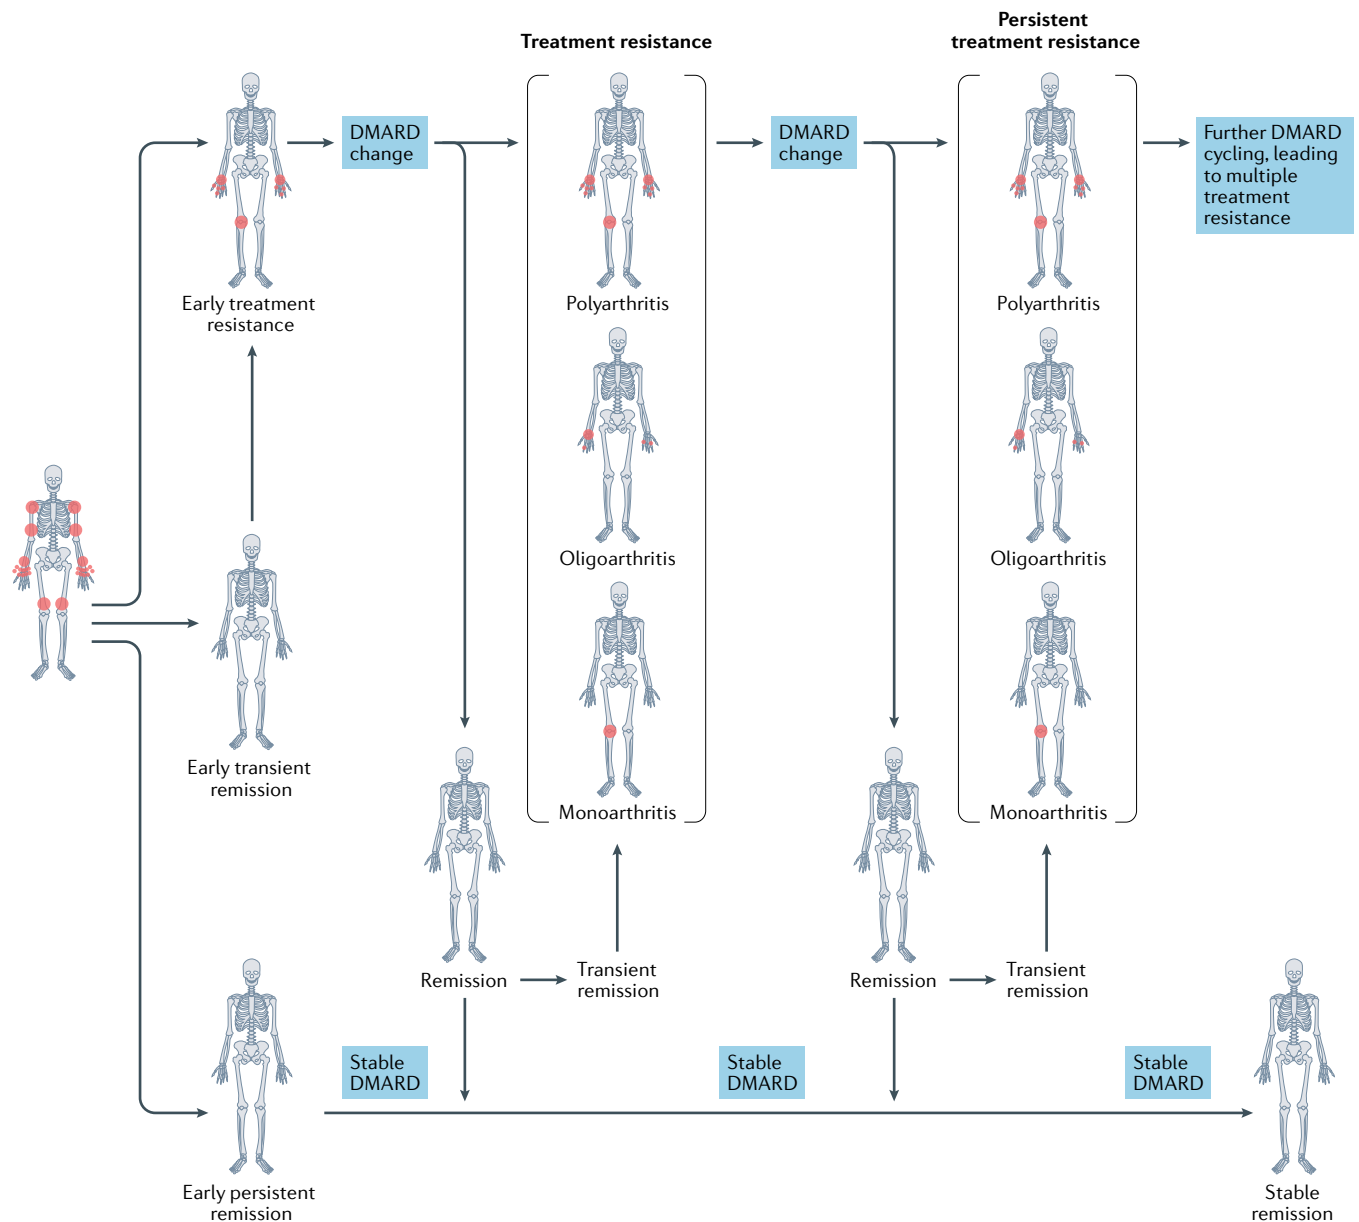 Treatment resistance
Persistent
treatment resistance
DMARD
change
DMARD
change
Further DMARD
cycling, leading
to multiple
treatment
resistance
Early treatment
resistance
Polyarthritis
Polyarthritis
Oligoarthritis
Oligoarthritis
Early transient
remission
Monoarthritis
Monoarthritis
Remission
Transient
remission
Remission
Transient
remission
Stable
DMARD
Stable
DMARD
Stable
DMARD
Early persistent
remission
Stable
remission